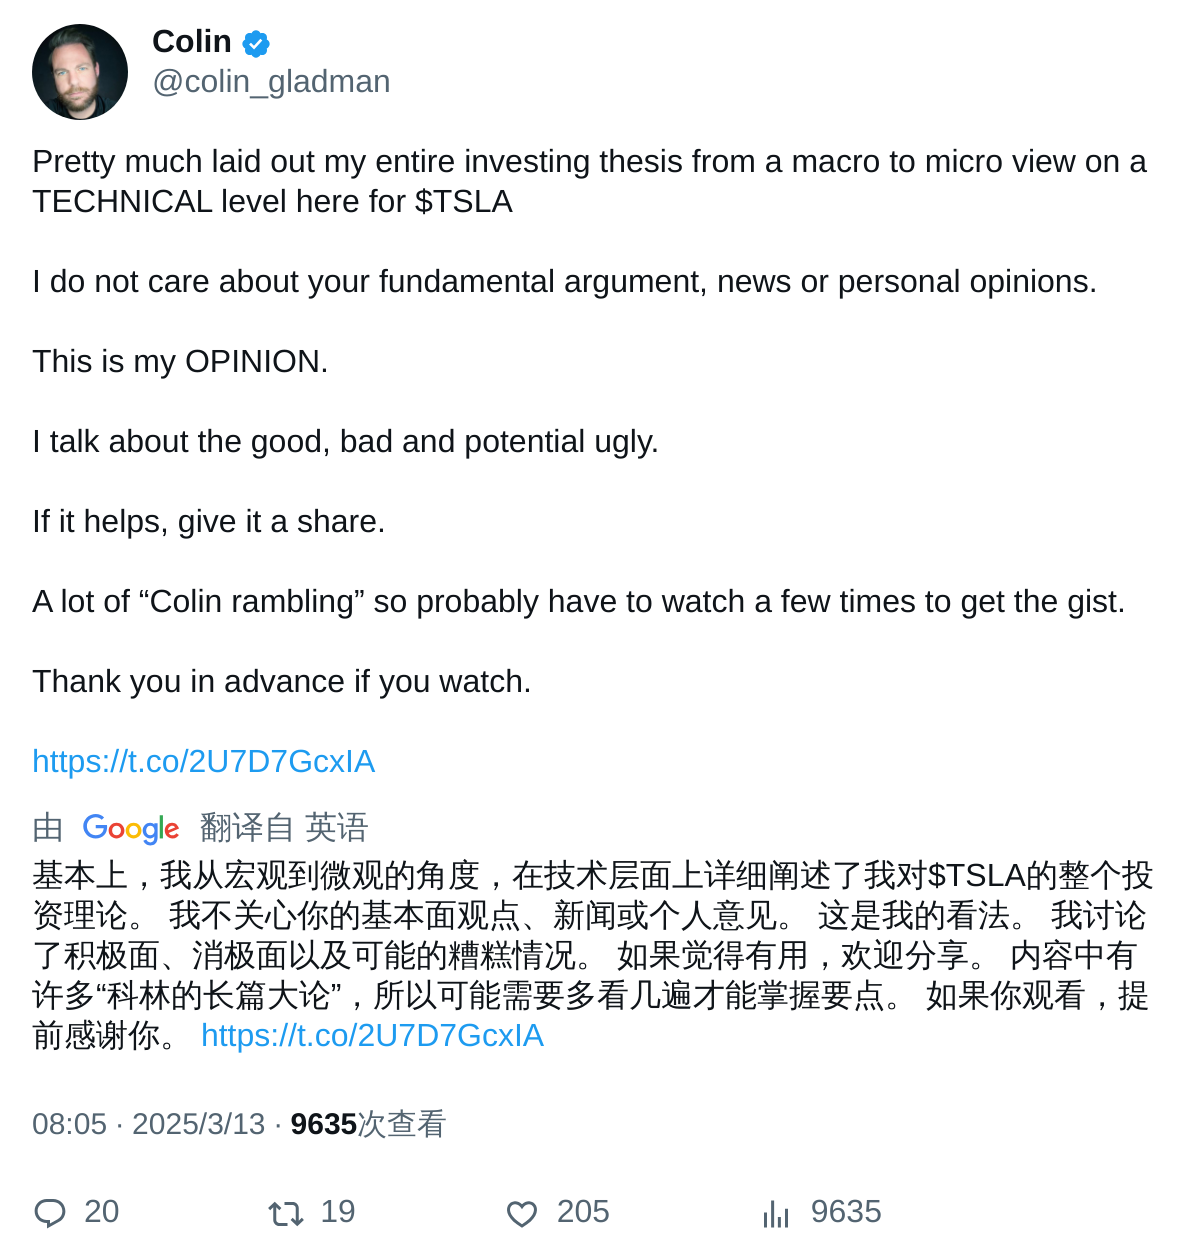 Colin
@colin_gladman
Pretty much laid out my entire investing thesis from a macro to micro view on a
TECHNICAL level here for $TSLA
I do not care about your fundamental argument, news or personal opinions.
This is my OPINION.
I talk about the good, bad and potential ugly.
If it helps, give it a share.
A lot of “Colin rambling” so probably have to watch a few times to get the gist.
Thank you in advance if you watch.
https://t.co/2U7D7GcxIA
由 Google 翻译自 英语
基本上，我从宏观到微观的角度，在技术层面上详细阐述了我对$TSLA的整个投
资理论。 我不关心你的基本面观点、新闻或个人意见。 这是我的看法。 我讨论
了积极面、消极面以及可能的糟糕情况。 如果觉得有用，欢迎分享。 内容中有
许多“科林的长篇大论”，所以可能需要多看几遍才能掌握要点。 如果你观看，提
前感谢你。 https://t.co/2U7D7GcxIA
08:05 · 2025/3/13 · 9635次查看
20 19 205 9635